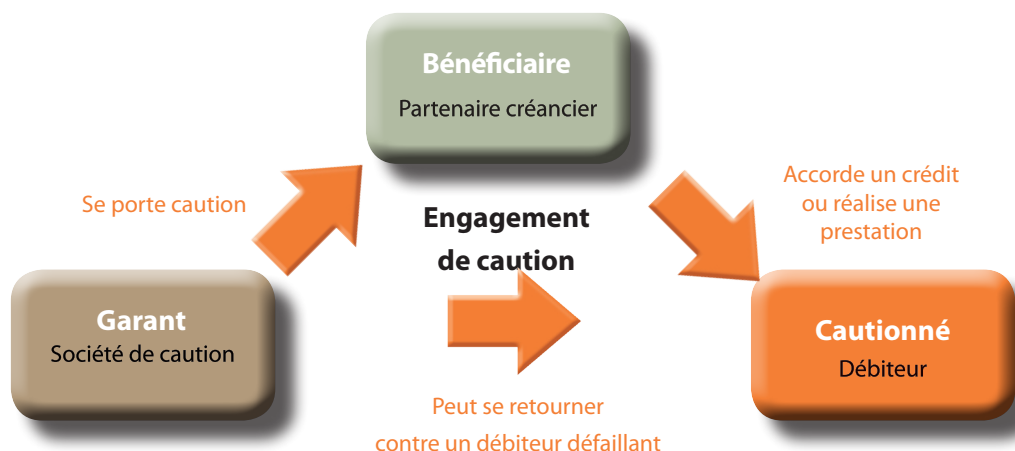 Bénéficiaire
Partenaire créancier
Se porte caution
Accorde un crédit
ou réalise une
prestation
Engagement
de caution
Garant
Société de caution
Cautionné
Débiteur
Peut se retourner
contre un débiteur défaillant